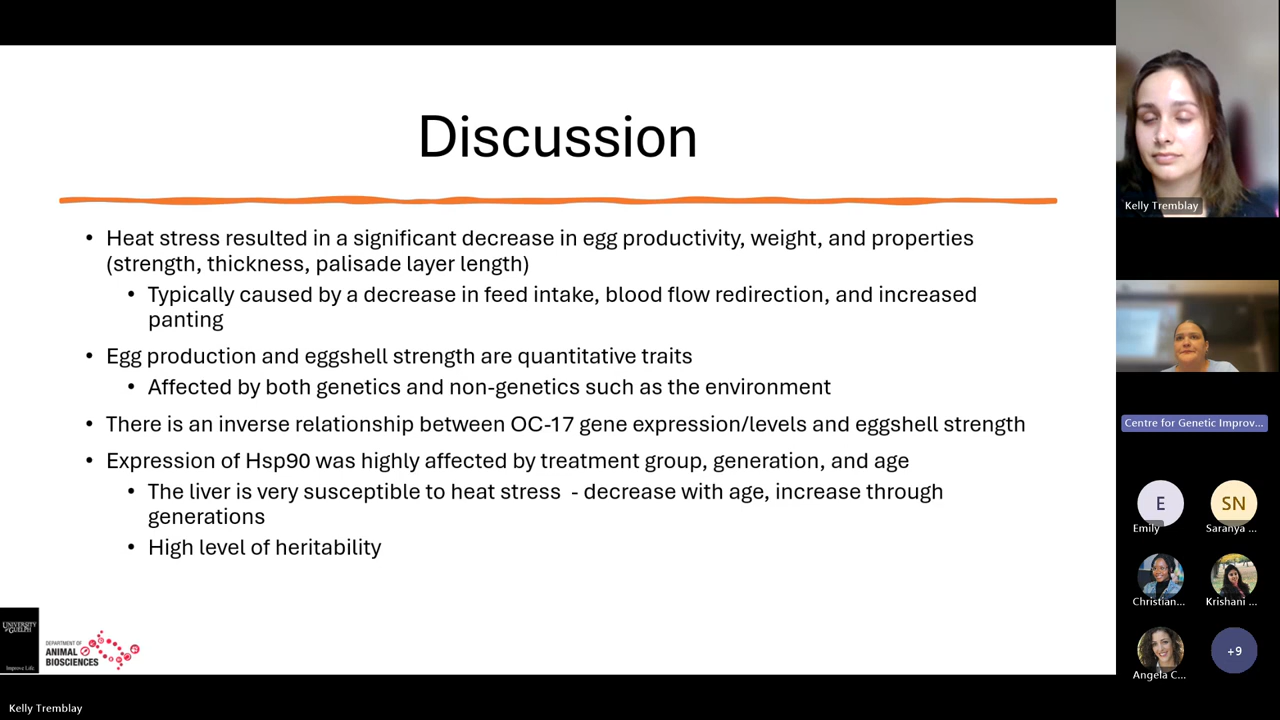 Discussion
• Heat stress resulted in a significant decrease in egg productivity, weight, and properties
(strength, thickness, palisade layer length)
• Typically caused by a decrease in feed intake, blood flow redirection, and increased
panting
• Egg production and eggshell strength are quantitative traits
• Affected by both genetics and non-genetics such as the environment
• There is an inverse relationship between OC-17 gene expression/levels and eggshell strength
• Expression of Hsp90 was highly affected by treatment group, generation, and age
• The liver is very susceptible to heat stress  - decrease with age, increase through
generations
• High level of heritability
UNIVERSITY
of GUELPH
Improve Life
DEPARTMENT OF
ANIMAL
BIOSCIENCES
Kelly Tremblay
Kelly Tremblay
Centre for Genetic Improv...
E
SN
Emily
Saranya ...
Christian...
Krishani ...
Angela C...
+9